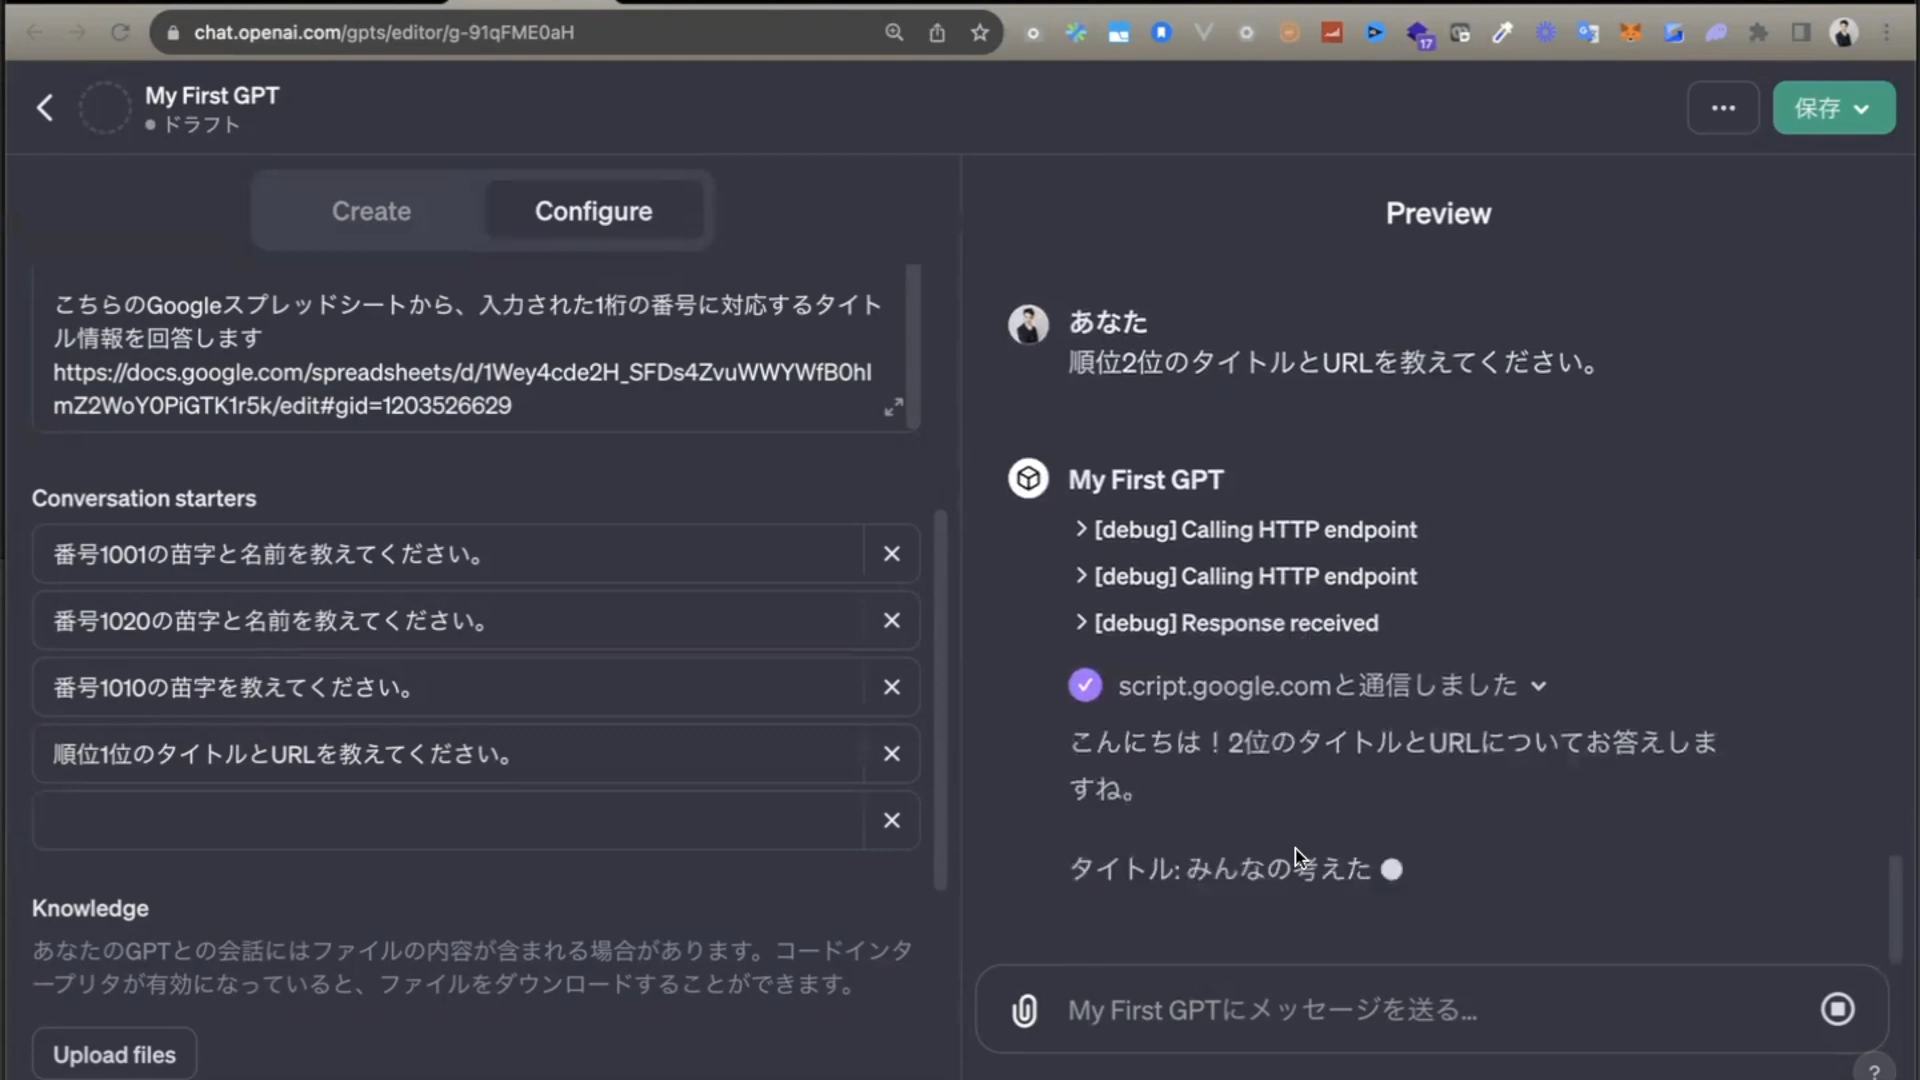 chat.openai.com/gpts/editor/g-91qFME0aH
17
My First GPT
ドラフト
保存
Create
Configure
こちらのGoogleスプレッドシートから、入力された1桁の番号に対応するタイト
ル情報を回答します
https://docs.google.com/spreadsheets/d/1Wey4cde2H_SFDs4ZvuWWYWfB0hI
mZ2WoY0PiGTK1r5k/edit#gid=1203526629
Conversation starters
番号1001の苗字と名前を教えてください。
番号1020の苗字と名前を教えてください。
番号1010の苗字を教えてください。
順位1位のタイトルとURLを教えてください。
Knowledge
あなたのGPTとの会話にはファイルの内容が含まれる場合があります。コードインタ
ープリタが有効になっていると、ファイルをダウンロードすることができます。
Upload files
Preview
あなた
順位2位のタイトルとURLを教えてください。
My First GPT
[debug] Calling HTTP endpoint
[debug] Calling HTTP endpoint
[debug] Response received
script.google.comと通信しました
こんにちは！2位のタイトルとURLについてお答えしま
すね。
タイトル: みんなの考えた
My First GPTにメッセージを送る...
?